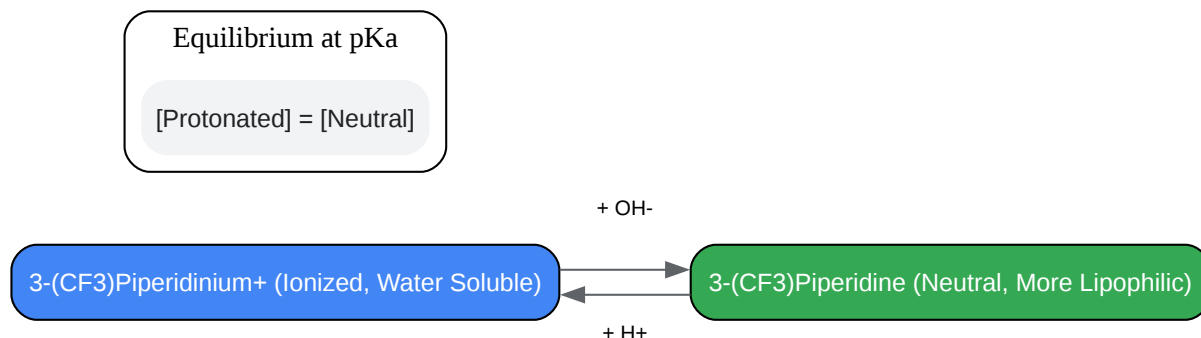 Equilibrium at pKa
[Protonated] = [Neutral]
+ OH-
3-(CF3)Piperidinium+ (Ionized, Water Soluble)
3-(CF3)Piperidine (Neutral, More Lipophilic)
+ H+